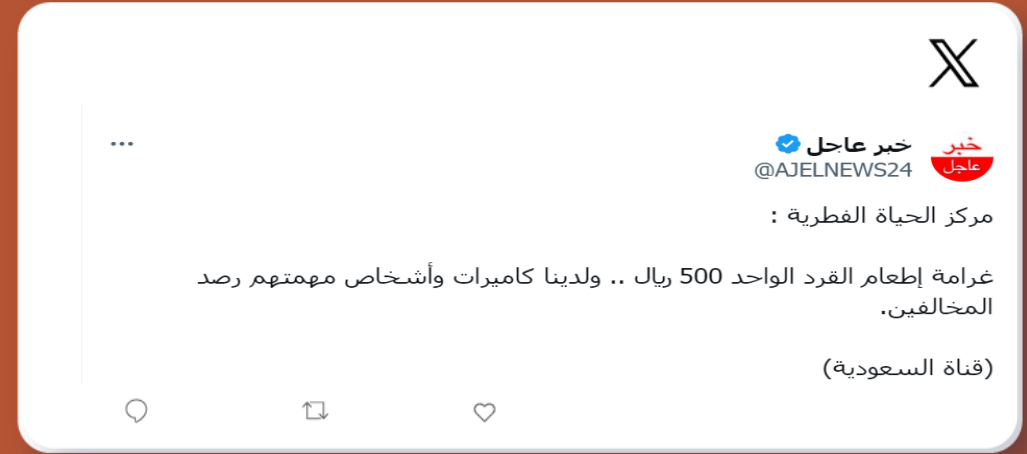 خبر عاجل
خبر عاجل
@AJELNEWS24
مركز الحياة الفطرية :
غرامة إطعام القرد الواحد 500 ريال .. ولدينا كاميرات وأشخاص مهمتهم رصد
المخالفين.
(قناة السعودية)